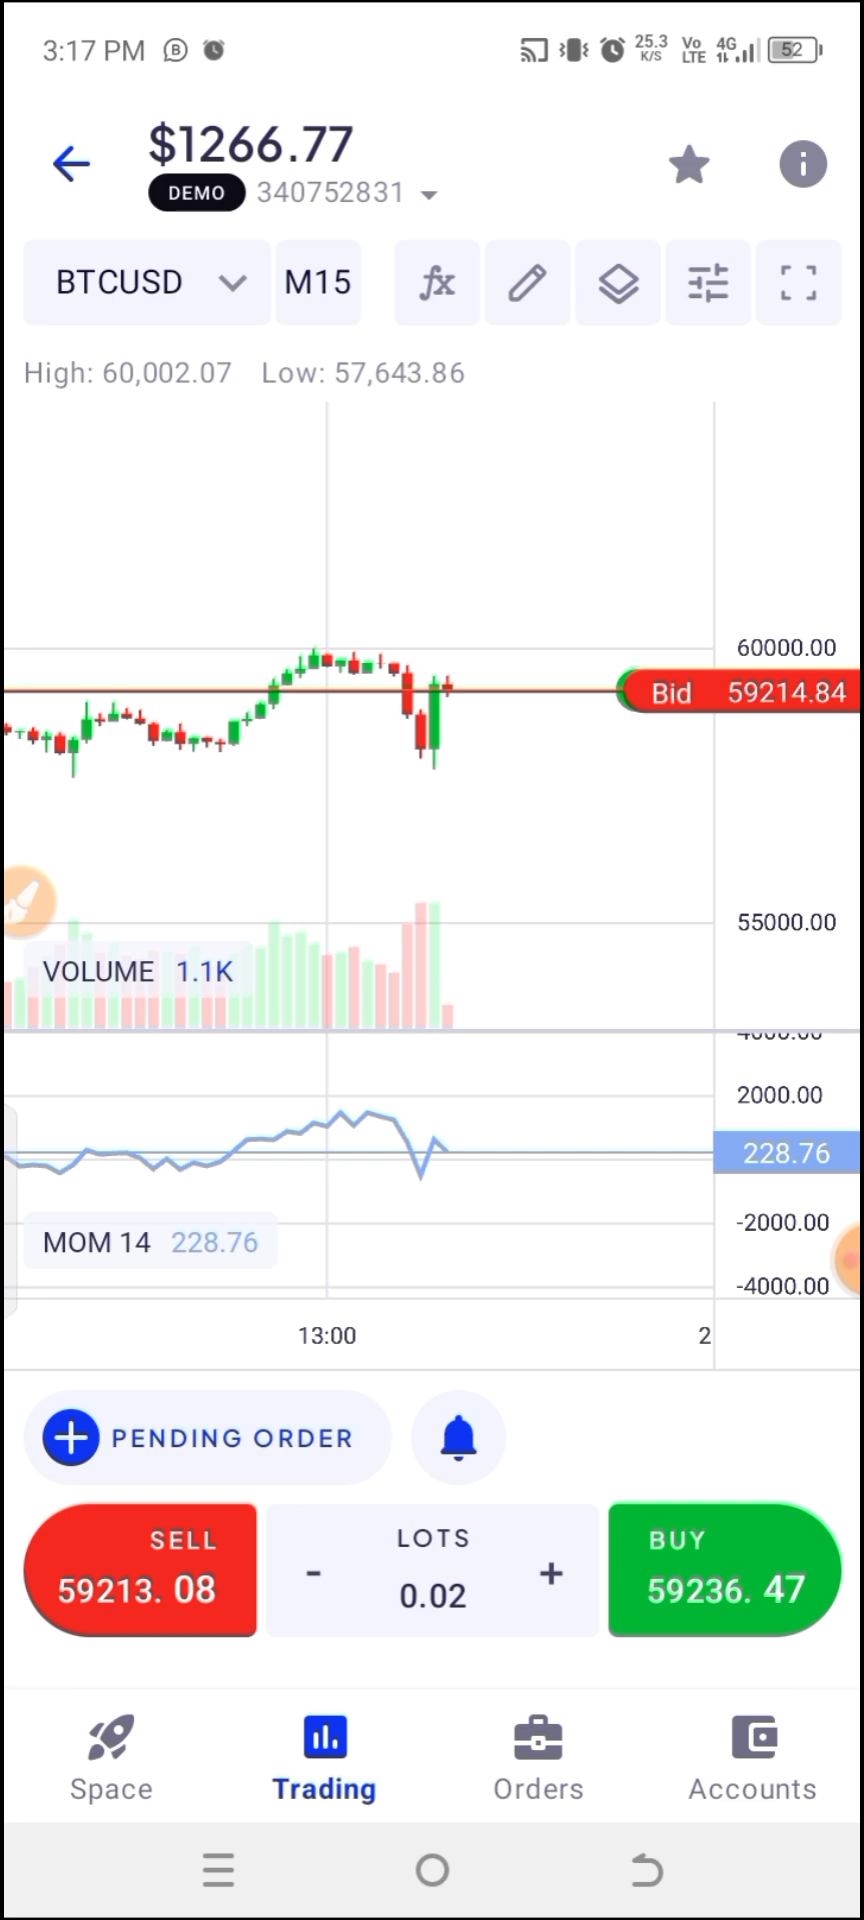 3:17 PM B 25.3 K/S Vo LTE 4G 52
$1266.77
DEMO 340752831
BTCUSD M15 fx
High: 60,002.07 Low: 57,643.86
60000.00
Bid 59214.84
55000.00
VOLUME 1.1K
4000.00
2000.00
228.76
-2000.00
MOM 14 228.76
-4000.00
13:00 2
PENDING ORDER
SELL LOTS BUY
59213. 08 - 0.02 + 59236. 47
Space Trading Orders Accounts